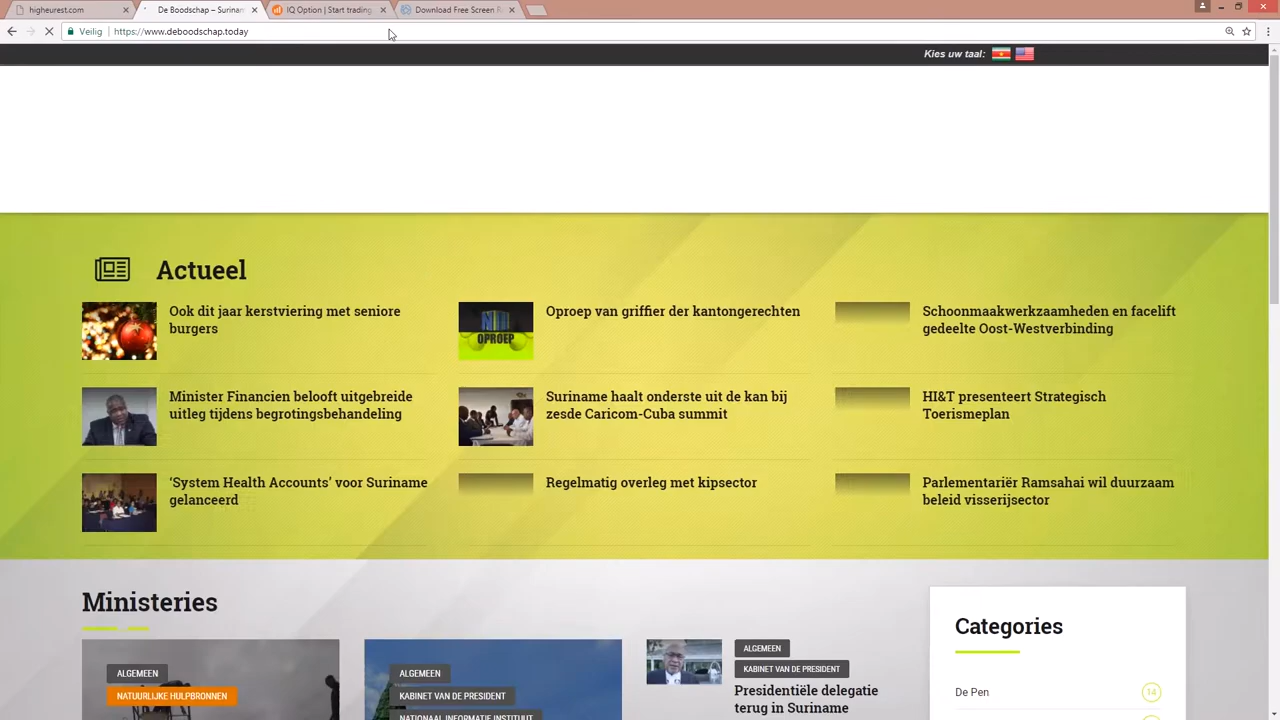 higheurest.com
De Boodschap – Surinam
IQ Option | Start trading
Download Free Screen R
Veilig
https://www.deboodschap.today
Kies uw taal:
Actueel
Ook dit jaar kerstviering met seniore
burgers
Oproep van griffier der kantongerechten
OPROEP
Schoonmaakwerkzaamheden en facelift
gedeelte Oost-Westverbinding
Minister Financien belooft uitgebreide
uitleg tijdens begrotingsbehandeling
Suriname haalt onderste uit de kan bij
zesde Caricom-Cuba summit
HI&T presenteert Strategisch
Toerismeplan
‘System Health Accounts’ voor Suriname
gelanceerd
Regelmatig overleg met kipsector
Parlementariër Ramsahai wil duurzaam
beleid visserijsector
Ministeries
Categories
ALGEMEEN
NATUURLIJKE HULPBRONNEN
ALGEMEEN
KABINET VAN DE PRESIDENT
NATIONAAL INFORMATIE INSTITUUT
ALGEMEEN
KABINET VAN DE PRESIDENT
Presidentiële delegatie
terug in Suriname
De Pen
14